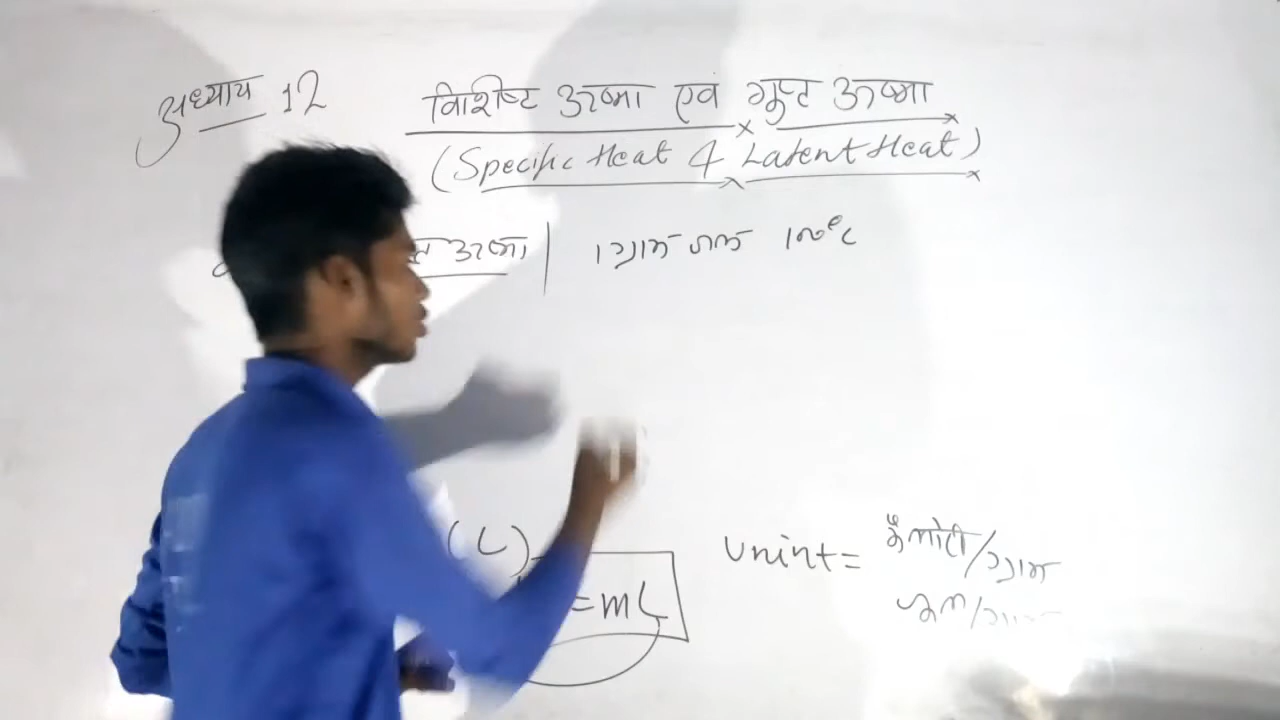 अध्याय 12
विशिष्ट ऊष्मा एवं गुप्ट ऊष्मा
(Specific Heat & Latent Heat)
ऊष्मा | 1ग्राम जल 100°C
(L)
=mL
Unint= कैलोरी/ग्राम
जूल/ग्राम